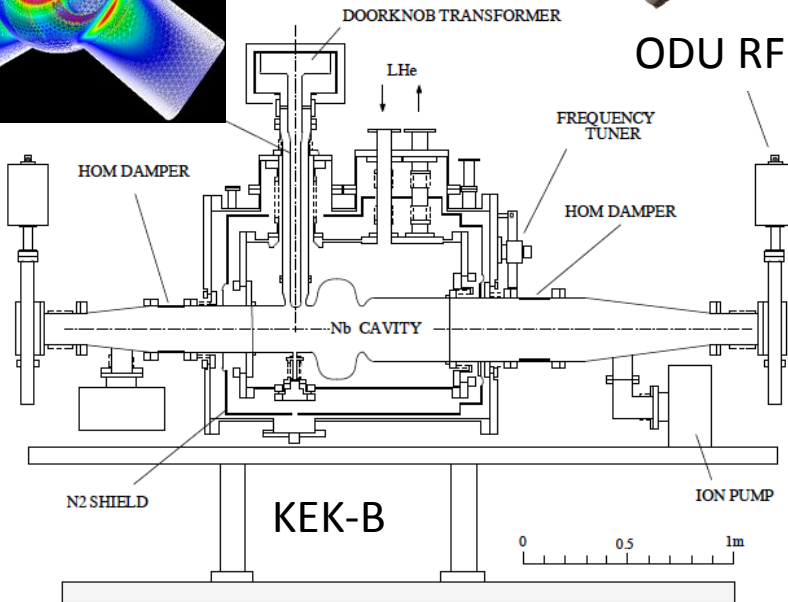 DOORKNOB TRANSFORMER
ODU RF
LHe
FREQUENCY
TUNER
HOM DAMPER
HOM DAMPER
Nb CAVITY
N2 SHIELD
KEK-B
ION PUMP
0 0.5 1m